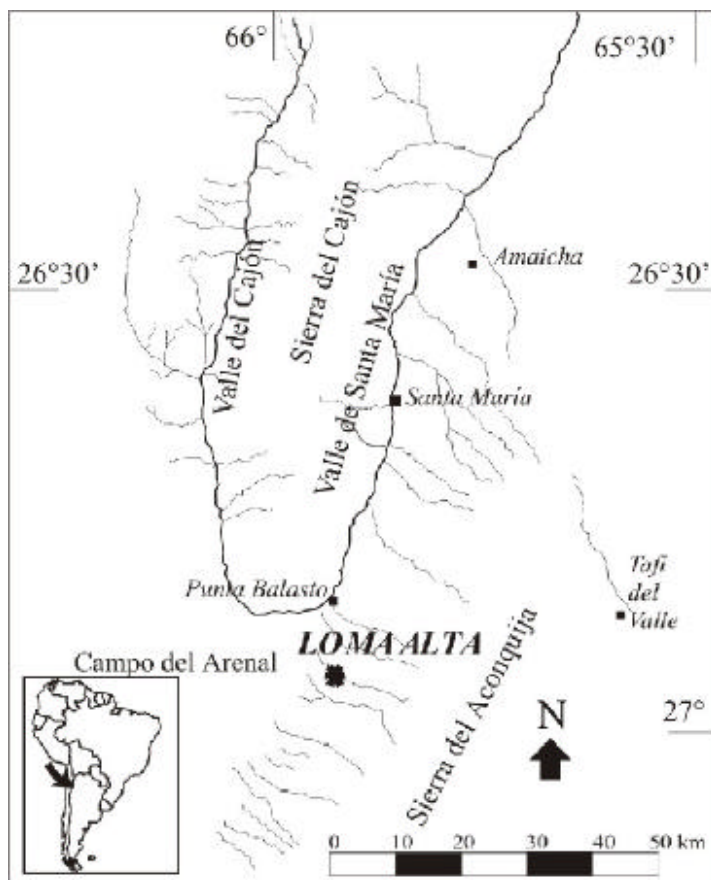 66°
65°30'
Sierra del Cajón
Valle del Cajón
Amaicha
26°30'
26°30'
Valle de Santa María
Santa María
Punta Balasto
Tafi
del
Valle
LOMA ALTA
Campo del Arenal
Sierra del Aconquija
N
27°
0 10 20 30 40 50 km